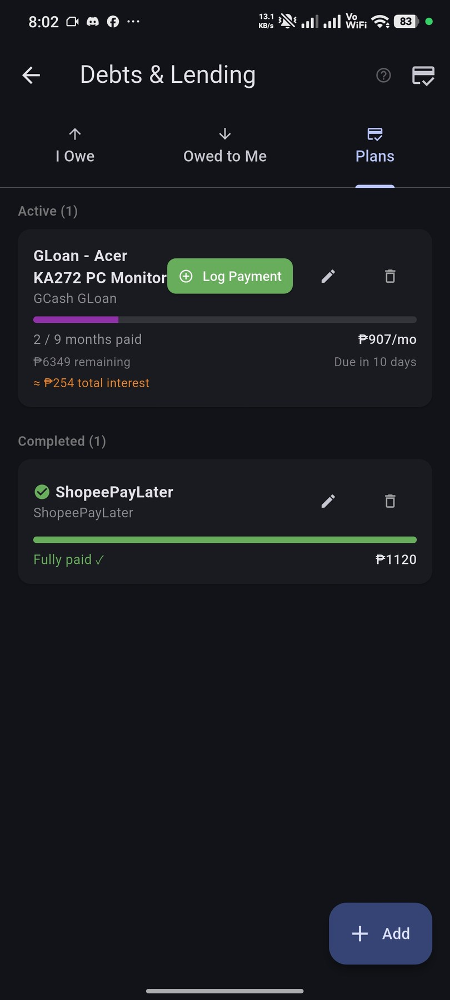 8:02
13.1
KB/s
Vo
WiFi
83
Debts & Lending
I Owe
Owed to Me
Plans
Active (1)
GLoan - Acer
KA272 PC Monitor
Log Payment
GCash GLoan
2 / 9 months paid
₱907/mo
₱6349 remaining
Due in 10 days
≈ ₱254 total interest
Completed (1)
ShopeePayLater
ShopeePayLater
Fully paid ✓
₱1120
+ Add